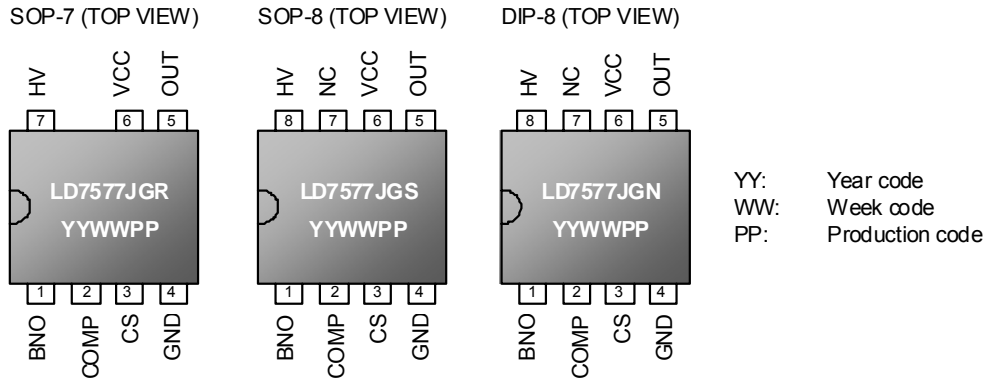 SOP-7 (TOP VIEW)
HV
VCC
OUT
7
6
5
LD7577JGR
YYWWPP
1
2
3
4
BNO
COMP
CS
GND
SOP-8 (TOP VIEW)
HV
NC
VCC
OUT
8
7
6
5
LD7577JGS
YYWWPP
1
2
3
4
BNO
COMP
CS
GND
DIP-8 (TOP VIEW)
HV
NC
VCC
OUT
8
7
6
5
LD7577JGN
YYWWPP
1
2
3
4
BNO
COMP
CS
GND
YY: Year code
WW: Week code
PP: Production code